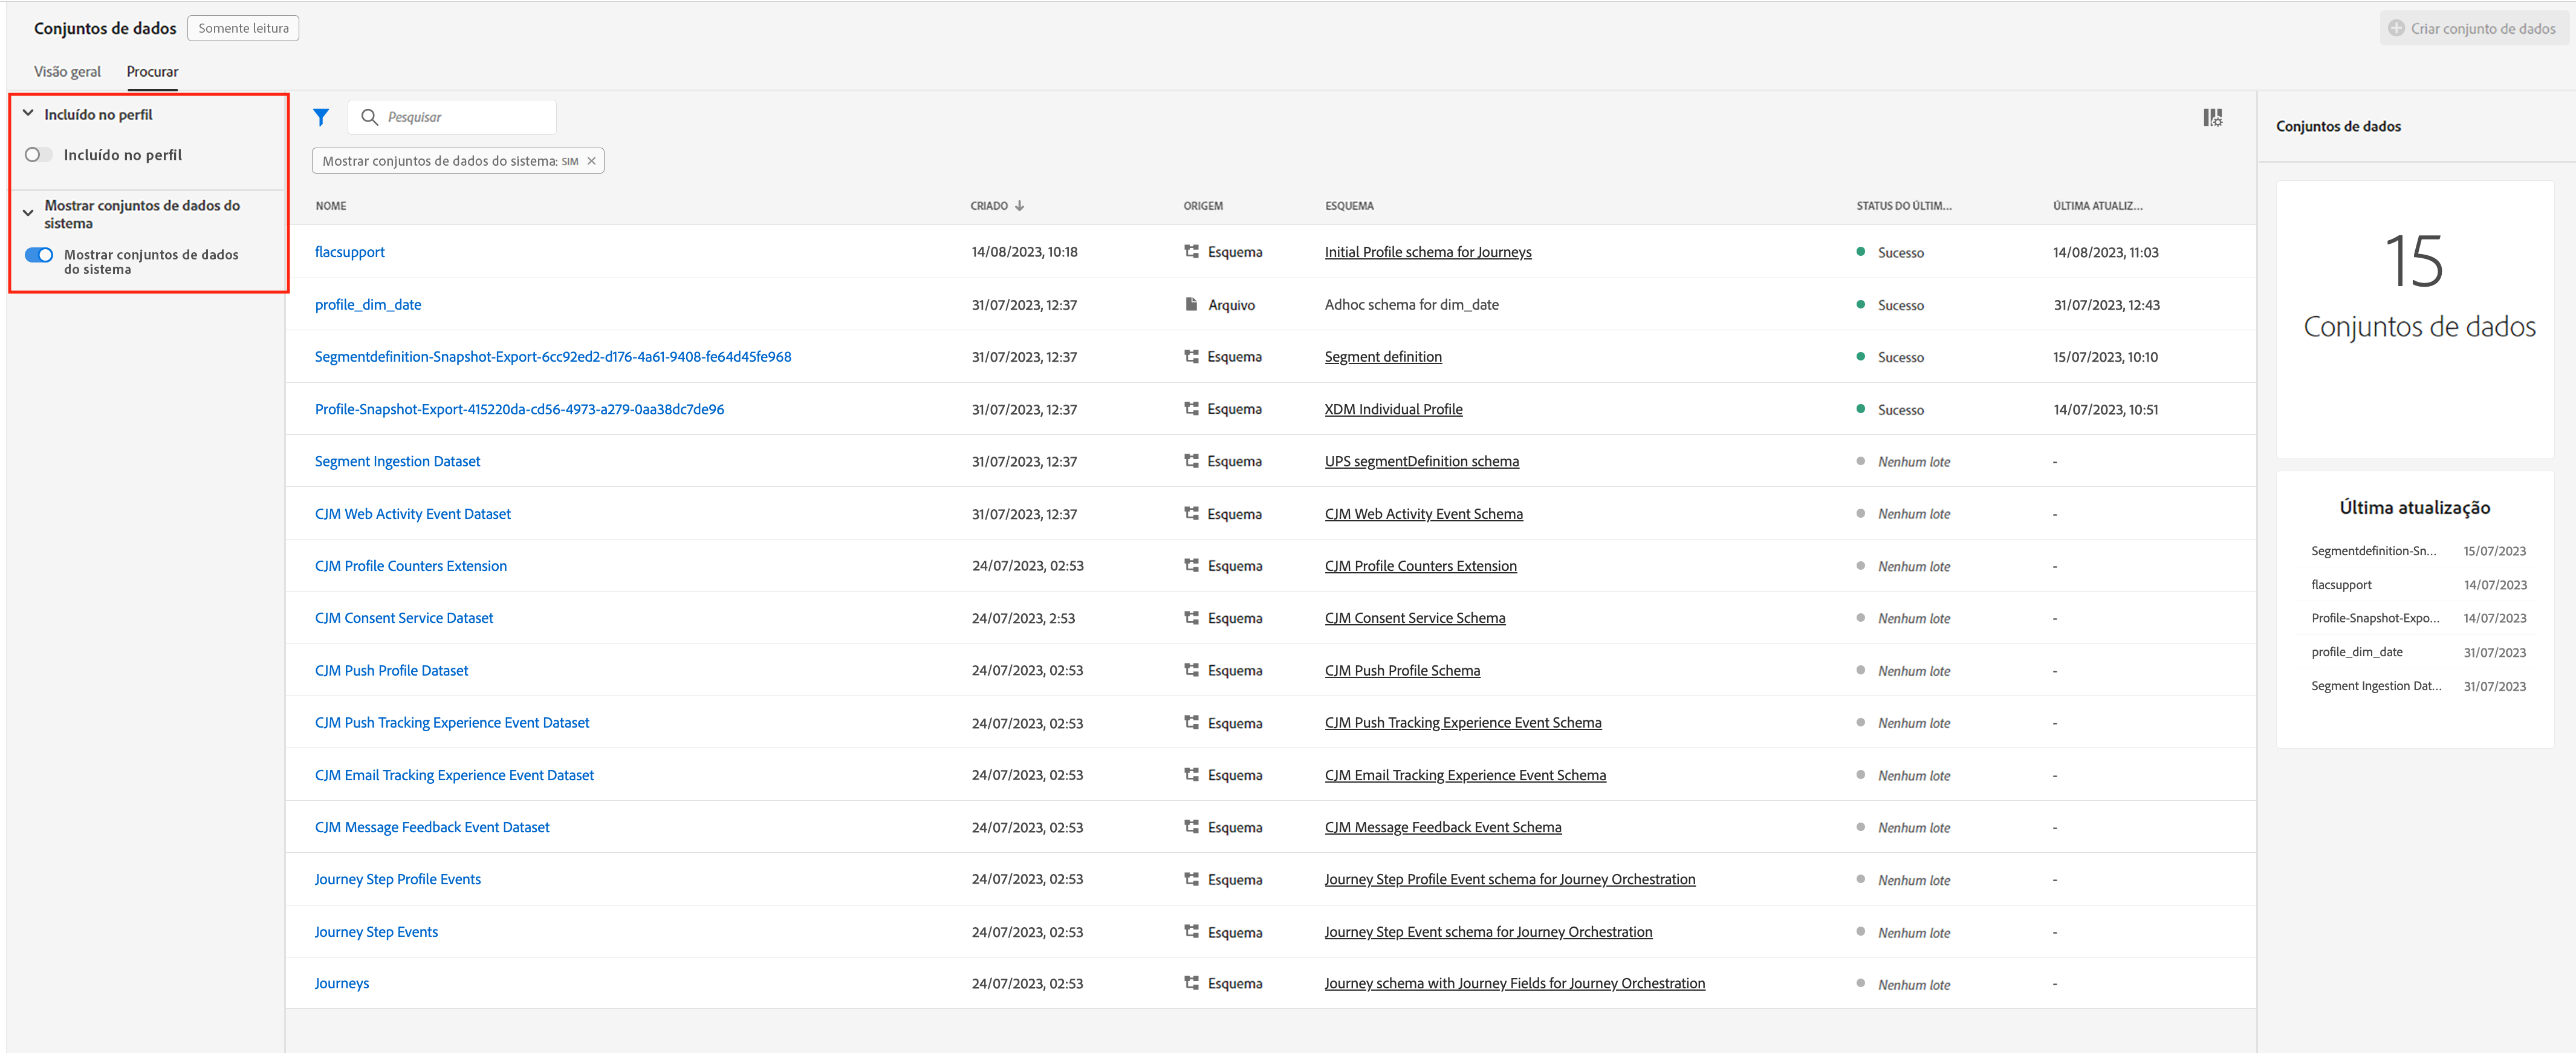 Conjuntos de dados Somente leitura
Criar conjunto de dados
Visão geral Procurar
Incluído no perfil
Incluído no perfil
Mostrar conjuntos de dados do
sistema
Mostrar conjuntos de dados
do sistema
Pesquisar
Mostrar conjuntos de dados do sistema: SIM
NOME CRIADO ORIGEM ESQUEMA STATUS DO ÚLTIM... ÚLTIMA ATUALIZ...
flacsupport 14/08/2023, 10:18 Esquema Initial Profile schema for Journeys Sucesso 14/08/2023, 11:03
profile_dim_date 31/07/2023, 12:37 Arquivo Adhoc schema for dim_date Sucesso 31/07/2023, 12:43
Segmentdefinition-Snapshot-Export-6cc92ed2-d176-4a61-9408-fe64d45fe968 31/07/2023, 12:37 Esquema Segment definition Sucesso 15/07/2023, 10:10
Profile-Snapshot-Export-415220da-cd56-4973-a279-0aa38dc7de96 31/07/2023, 12:37 Esquema XDM Individual Profile Sucesso 14/07/2023, 10:51
Segment Ingestion Dataset 31/07/2023, 12:37 Esquema UPS segmentDefinition schema Nenhum lote -
CJM Web Activity Event Dataset 31/07/2023, 12:37 Esquema CJM Web Activity Event Schema Nenhum lote -
CJM Profile Counters Extension 24/07/2023, 02:53 Esquema CJM Profile Counters Extension Nenhum lote -
CJM Consent Service Dataset 24/07/2023, 2:53 Esquema CJM Consent Service Schema Nenhum lote -
CJM Push Profile Dataset 24/07/2023, 02:53 Esquema CJM Push Profile Schema Nenhum lote -
CJM Push Tracking Experience Event Dataset 24/07/2023, 02:53 Esquema CJM Push Tracking Experience Event Schema Nenhum lote -
CJM Email Tracking Experience Event Dataset 24/07/2023, 02:53 Esquema CJM Email Tracking Experience Event Schema Nenhum lote -
CJM Message Feedback Event Dataset 24/07/2023, 02:53 Esquema CJM Message Feedback Event Schema Nenhum lote -
Journey Step Profile Events 24/07/2023, 02:53 Esquema Journey Step Profile Event schema for Journey Orchestration Nenhum lote -
Journey Step Events 24/07/2023, 02:53 Esquema Journey Step Event schema for Journey Orchestration Nenhum lote -
Journeys 24/07/2023, 02:53 Esquema Journey schema with Journey Fields for Journey Orchestration Nenhum lote -
Conjuntos de dados
15
Conjuntos de dados
Última atualização
Segmentdefinition-Sn... 15/07/2023
flacsupport 14/07/2023
Profile-Snapshot-Expo... 14/07/2023
profile_dim_date 31/07/2023
Segment Ingestion Dat... 31/07/2023